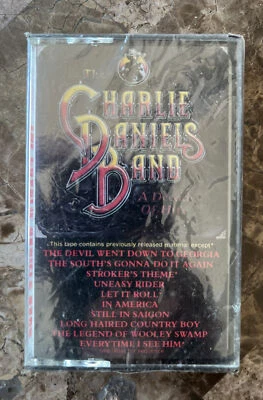 The
CHARLIE
DANIELS
BAND
A DECADE
OF HITS
This tape contains previously released material except*
THE DEVIL WENT DOWN TO GEORGIA
THE SOUTH'S GONNA DO IT AGAIN
STROKER'S THEME*
UNEASY RIDER
LET IT ROLL*
IN AMERICA
STILL IN SAIGON
LONG HAIRED COUNTRY BOY
THE LEGEND OF WOOLEY SWAMP
EVERYTIME I SEE HIM*